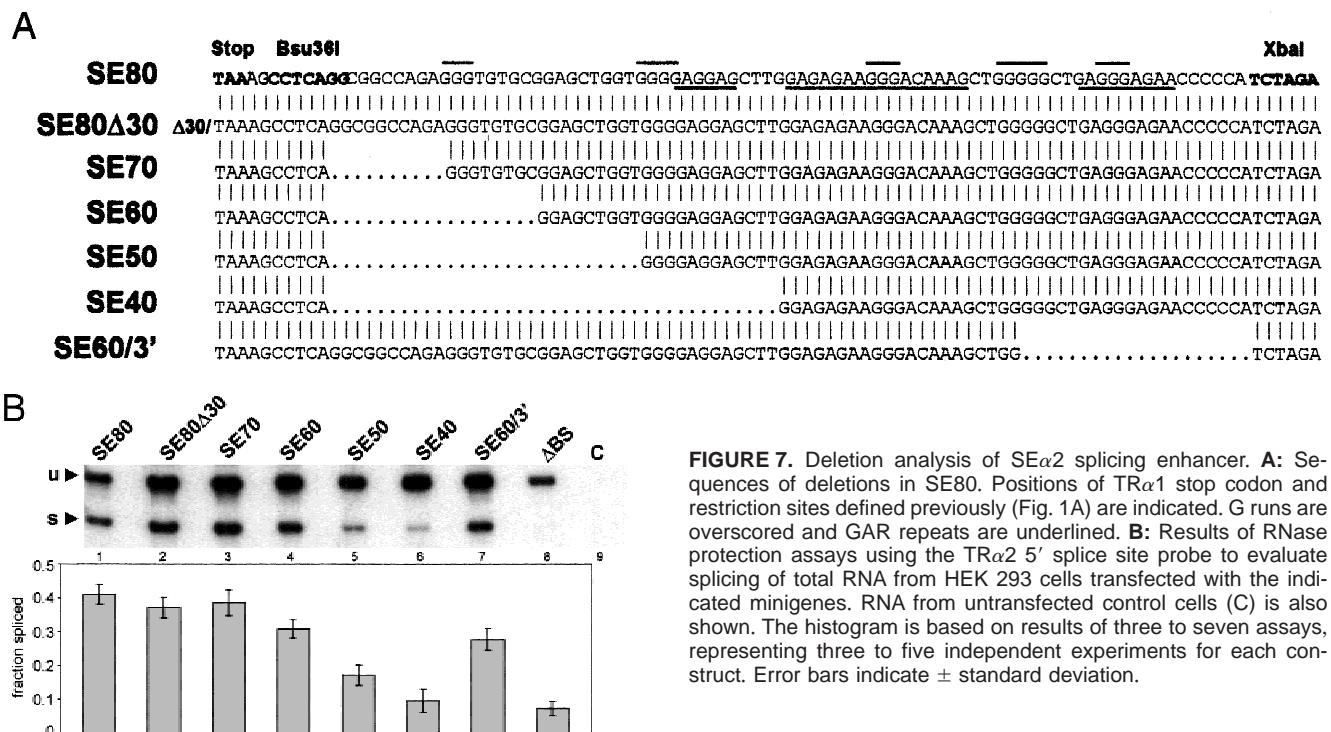 A
Stop Bsu36I XbaI
SE80 TAAAGCCTCAGGCGGCCAGAGGGTGTGCGGAGCTGGTGGGGAGGAGCTTGGAGAGAAGGGACAAAGCTGGGGGCTGAGGGAGAACCCCCATCTAGA
SE80Δ30 Δ30/TAAAGCCTCAGGCGGCCAGAGGGTGTGCGGAGCTGGTGGGGAGGAGCTTGGAGAGAAGGGACAAAGCTGGGGGCTGAGGGAGAACCCCCATCTAGA
SE70 TAAAGCCTCA..........GGGTGTGCGGAGCTGGTGGGGAGGAGCTTGGAGAGAAGGGACAAAGCTGGGGGCTGAGGGAGAACCCCCATCTAGA
SE60 TAAAGCCTCA..................GGAGCTGGTGGGGAGGAGCTTGGAGAGAAGGGACAAAGCTGGGGGCTGAGGGAGAACCCCCATCTAGA
SE50 TAAAGCCTCA...........................GGGGAGGAGCTTGGAGAGAAGGGACAAAGCTGGGGGCTGAGGGAGAACCCCCATCTAGA
SE40 TAAAGCCTCA.......................................GGAGAGAAGGGACAAAGCTGGGGGCTGAGGGAGAACCCCCATCTAGA
SE60/3' TAAAGCCTCAGGCGGCCAGAGGGTGTGCGGAGCTGGTGGGGAGGAGCTTGGAGAGAAGGGACAAAGCTGG....................TCTAGA
B
SE80 SE80Δ30 SE70 SE60 SE50 SE40 SE60/3' ΔBS C
u
s
1 2 3 4 5 6 7 8 9
0.5
0.4
0.3
0.2
0.1
0
fraction spliced
FIGURE 7. Deletion analysis of SEα2 splicing enhancer. A: Se-
quences of deletions in SE80. Positions of TRα1 stop codon and
restriction sites defined previously (Fig. 1A) are indicated. G runs are
overscored and GAR repeats are underlined. B: Results of RNase
protection assays using the TRα2 5′ splice site probe to evaluate
splicing of total RNA from HEK 293 cells transfected with the indi-
cated minigenes. RNA from untransfected control cells (C) is also
shown. The histogram is based on results of three to seven assays,
representing three to five independent experiments for each con-
struct. Error bars indicate ± standard deviation.